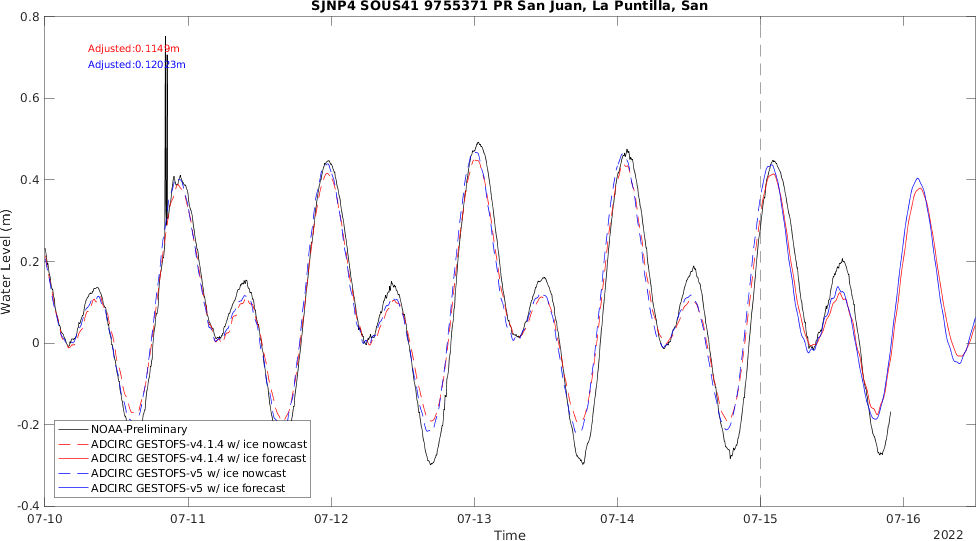 SJNP4 SOUS41 9755371 PR San Juan, La Puntilla, San
0.8
Adjusted:0.1149m
Adjusted:0.12023m
0.6
0.4
0.2
0
-0.2
-0.4
Water Level (m)
NOAA-Preliminary
ADCIRC GESTOFS-v4.1.4 w/ ice nowcast
ADCIRC GESTOFS-v4.1.4 w/ ice forecast
ADCIRC GESTOFS-v5 w/ ice nowcast
ADCIRC GESTOFS-v5 w/ ice forecast
07-10 07-11 07-12 07-13 07-14 07-15 07-16
Time
2022